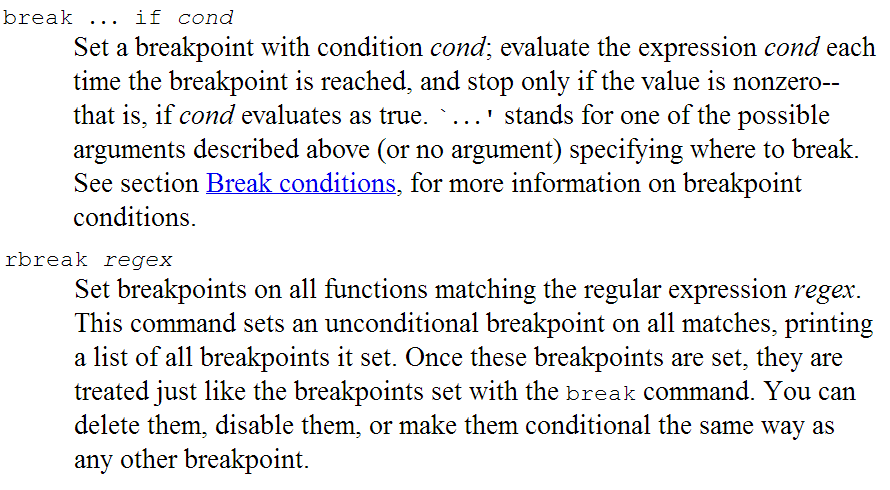 break ... if cond
Set a breakpoint with condition cond; evaluate the expression cond each
time the breakpoint is reached, and stop only if the value is nonzero--
that is, if cond evaluates as true. `...' stands for one of the possible
arguments described above (or no argument) specifying where to break.
See section Break conditions, for more information on breakpoint
conditions.
rbreak regex
Set breakpoints on all functions matching the regular expression regex.
This command sets an unconditional breakpoint on all matches, printing
a list of all breakpoints it set. Once these breakpoints are set, they are
treated just like the breakpoints set with the break command. You can
delete them, disable them, or make them conditional the same way as
any other breakpoint.